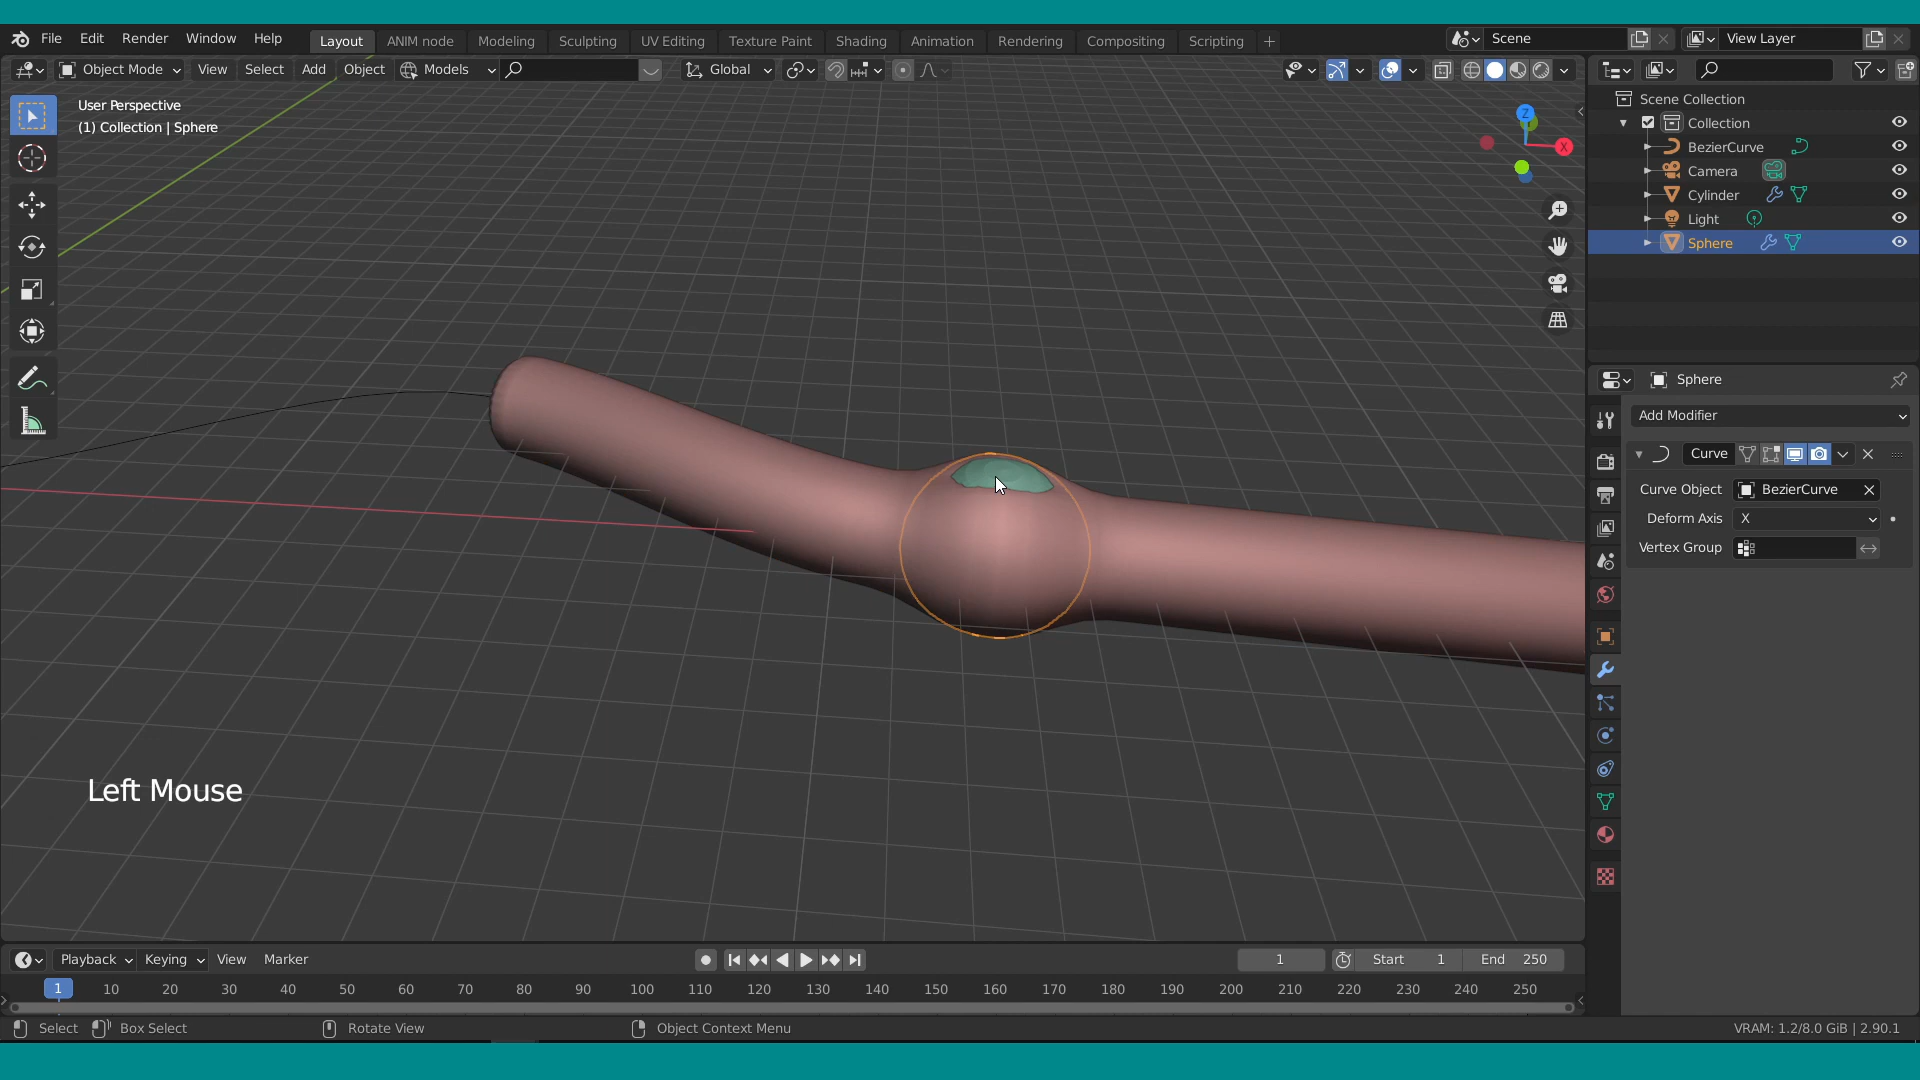 File Edit Render Window Help Layout ANIM node Modeling Sculpting UV Editing Texture Paint Shading Animation Rendering Compositing Scripting + Scene View Layer
Object Mode View Select Add Object Models Global
User Perspective
(1) Collection | Sphere
Z
X
Scene Collection
Collection
BezierCurve
Camera
Cylinder
Light
Sphere
Sphere
Add Modifier
Curve
Curve Object BezierCurve
Deform Axis X
Vertex Group
Left Mouse
Playback Keying View Marker 1 Start 1 End 250
1 10 20 30 40 50 60 70 80 90 100 110 120 130 140 150 160 170 180 190 200 210 220 230 240 250
Select Box Select Rotate View Object Context Menu VRAM: 1.2/8.0 GiB | 2.90.1